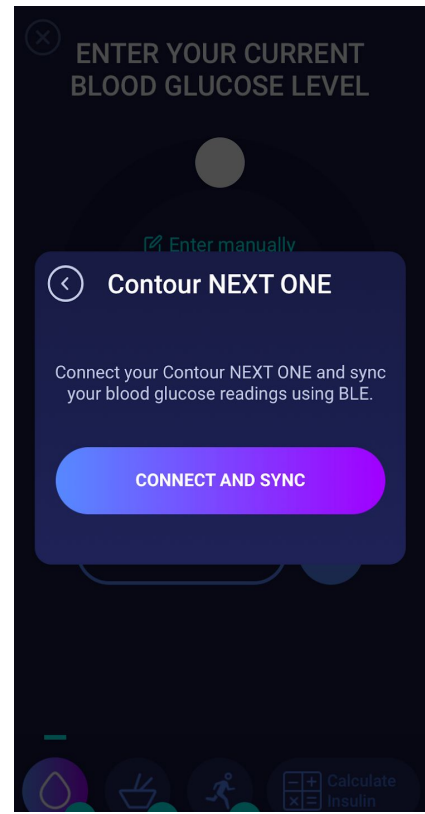 ENTER YOUR CURRENT
BLOOD GLUCOSE LEVEL
Enter manually
Contour NEXT ONE
Connect your Contour NEXT ONE and sync
your blood glucose readings using BLE.
CONNECT AND SYNC
Calculate
Insulin